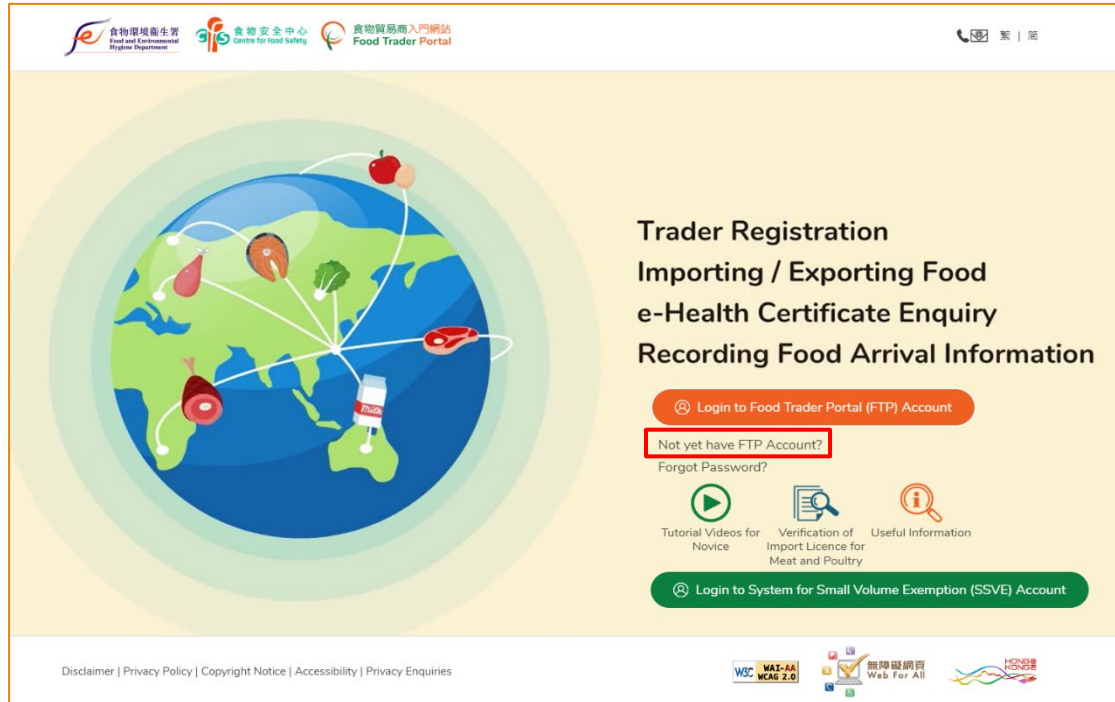 食物環境衞生署
Food and Environmental
Hygiene Department
cfs
食物安全中心
Centre for Food Safety
食物貿易商入門網站
Food Trader Portal
繁 | 简
Trader Registration
Importing / Exporting Food
e-Health Certificate Enquiry
Recording Food Arrival Information
Login to Food Trader Portal (FTP) Account
Not yet have FTP Account?
Forgot Password?
Tutorial Videos for
Novice
Verification of
Import Licence for
Meat and Poultry
Useful Information
Login to System for Small Volume Exemption (SSVE) Account
Milk
Disclaimer | Privacy Policy | Copyright Notice | Accessibility | Privacy Enquiries
W3C WAI-AA
WCAG 2.0
無障礙網頁
Web For All
HONG
KONG